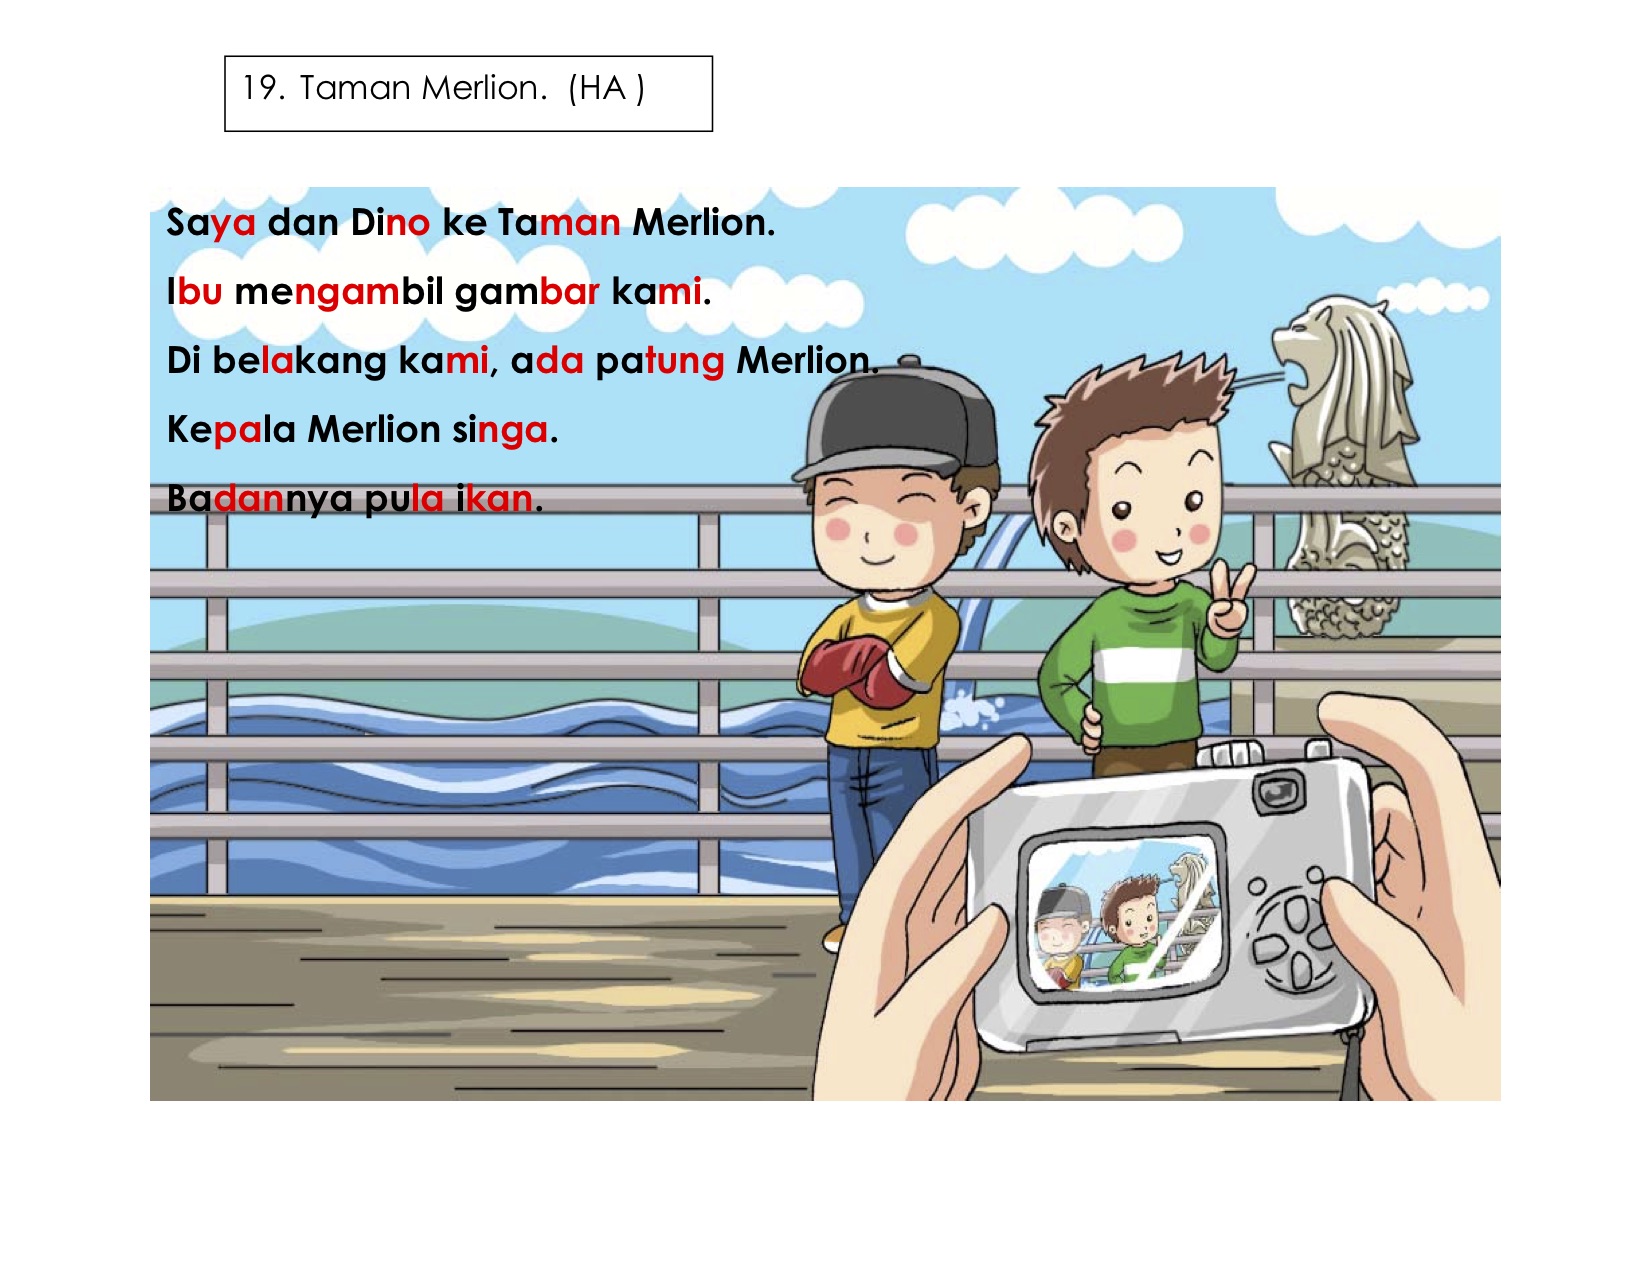 19. Taman Merlion. (HA )
Saya dan Dino ke Taman Merlion.
Ibu mengambil gambar kami.
Di belakang kami, ada patung Merlion.
Kepala Merlion singa.
Badannya pula ikan.